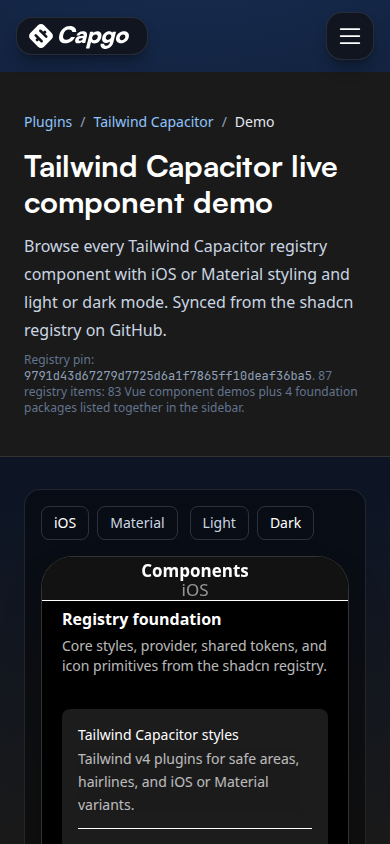 Capgo
Plugins / Tailwind Capacitor / Demo
Tailwind Capacitor live
component demo
Browse every Tailwind Capacitor registry
component with iOS or Material styling and
light or dark mode. Synced from the shadcn
registry on GitHub.
Registry pin:
9791d43d67279d7725d6a1f7865ff10deaf36ba5. 87
registry items: 83 Vue component demos plus 4 foundation
packages listed together in the sidebar.
iOS Material Light Dark
Components
iOS
Registry foundation
Core styles, provider, shared tokens, and
icon primitives from the shadcn registry.
Tailwind Capacitor styles
Tailwind v4 plugins for safe areas,
hairlines, and iOS or Material
variants.